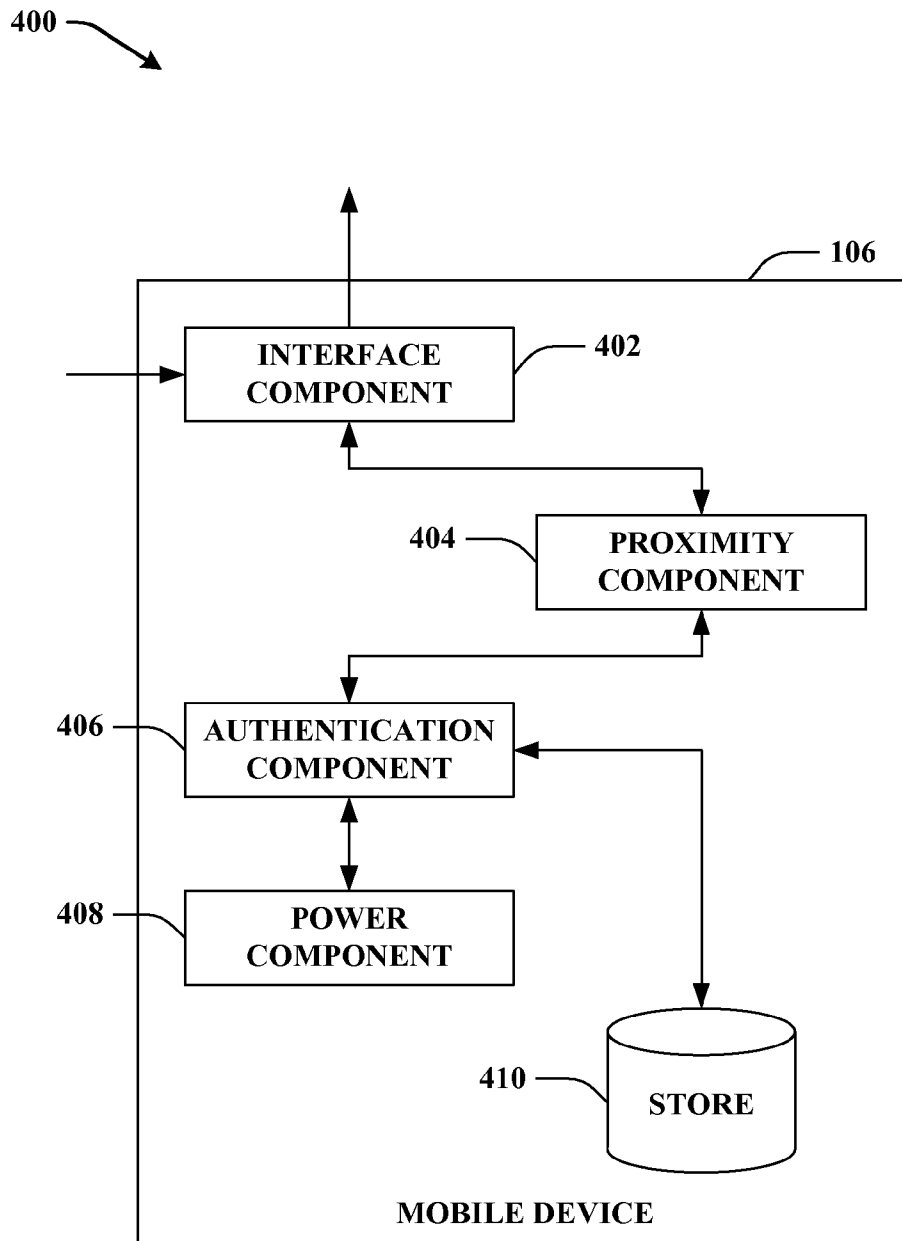 400
106
INTERFACE
COMPONENT
402
404
PROXIMITY
COMPONENT
406
AUTHENTICATION
COMPONENT
408
POWER
COMPONENT
410
STORE
MOBILE DEVICE